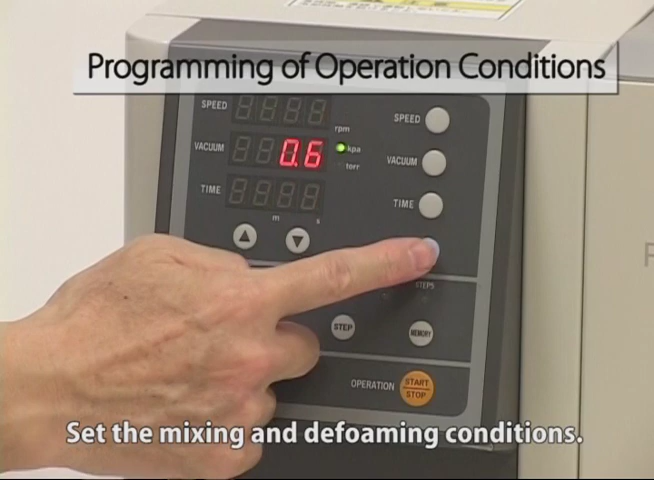 Programming of Operation Conditions
SPEED
rpm
SPEED
VACUUM
0.6
kpa
torr
VACUUM
TIME
m
s
TIME
STEPS
STEP
MEMORY
OPERATION
START
STOP
Set the mixing and defoaming conditions.